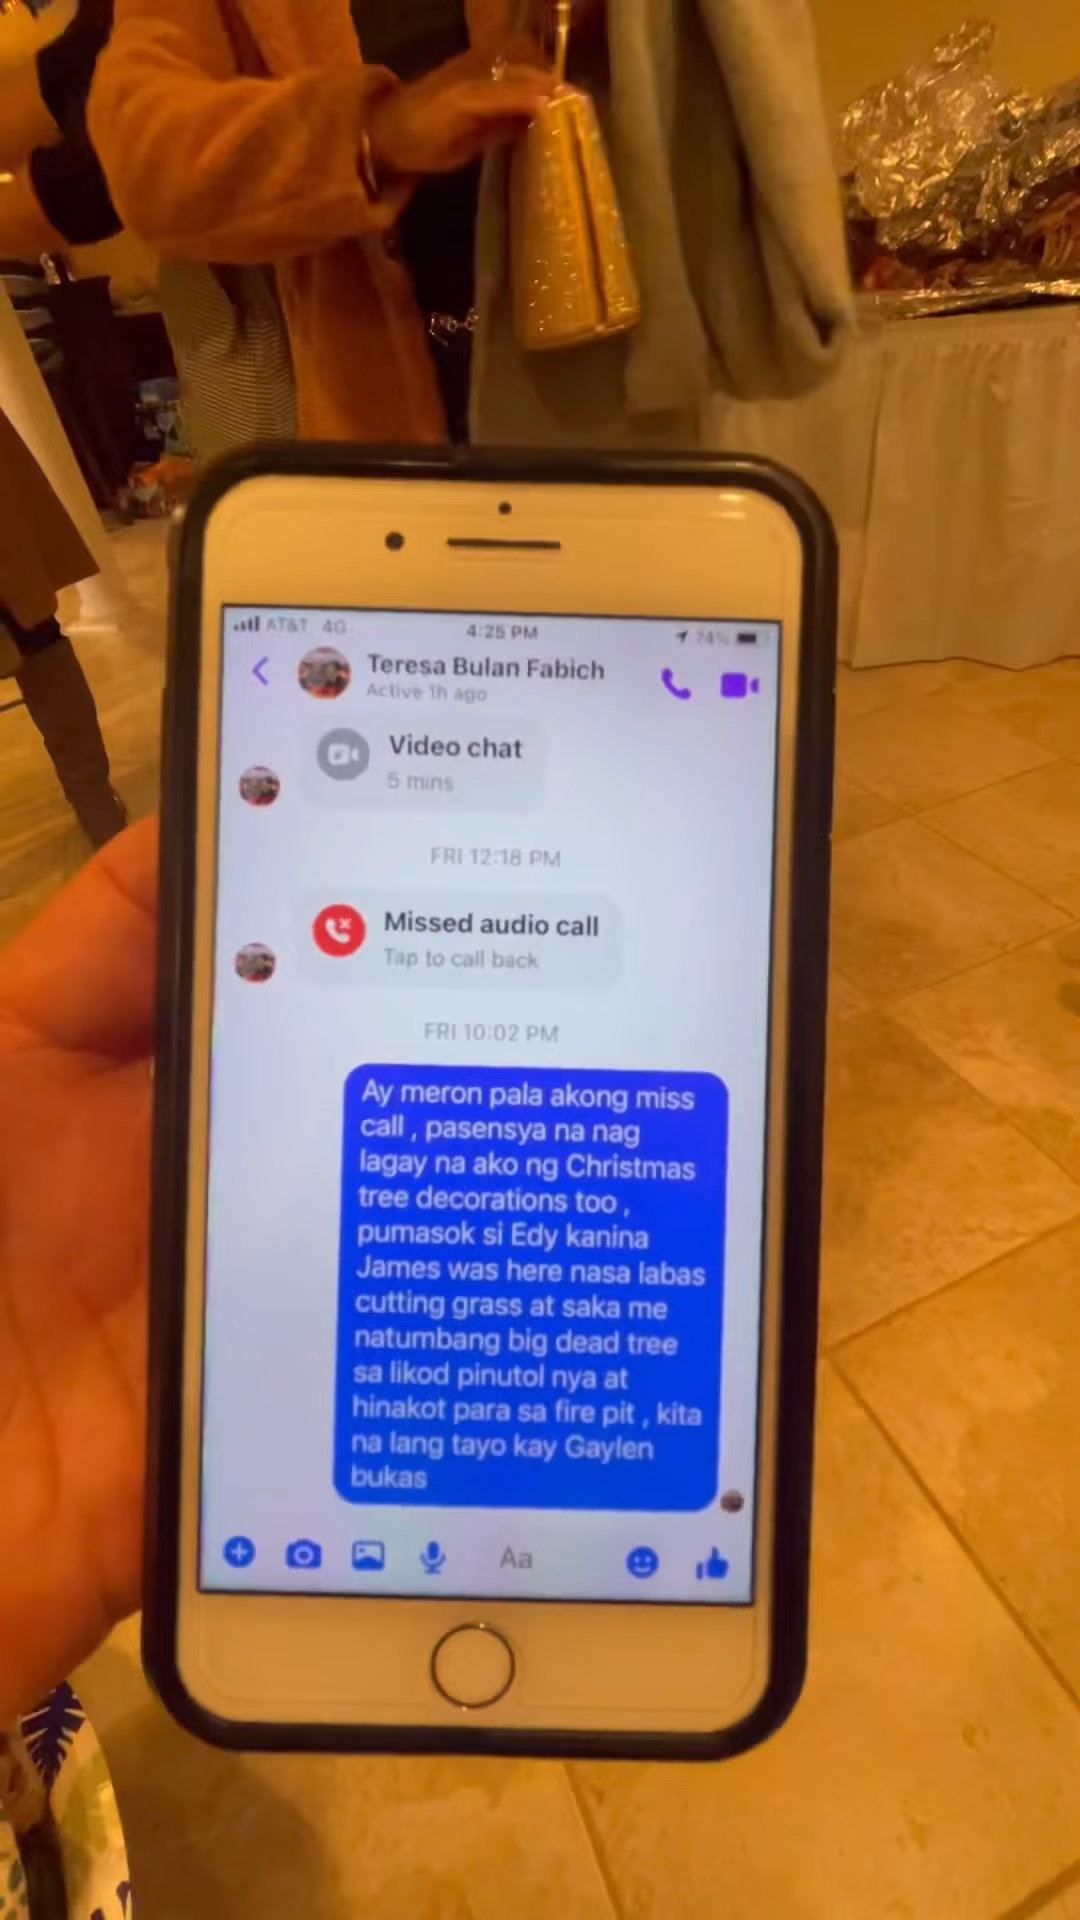 AT&T 4G 4:25 PM 74%
Teresa Bulan Fabich
Active 1h ago
Video chat
5 mins
FRI 12:18 PM
Missed audio call
Tap to call back
FRI 10:02 PM
Ay meron pala akong miss
call , pasensya na nag
lagay na ako ng Christmas
tree decorations too ,
pumasok si Edy kanina
James was here nasa labas
cutting grass at saka me
natumbang big dead tree
sa likod pinutol nya at
hinakot para sa fire pit , kita
na lang tayo kay Gaylen
bukas
Aa